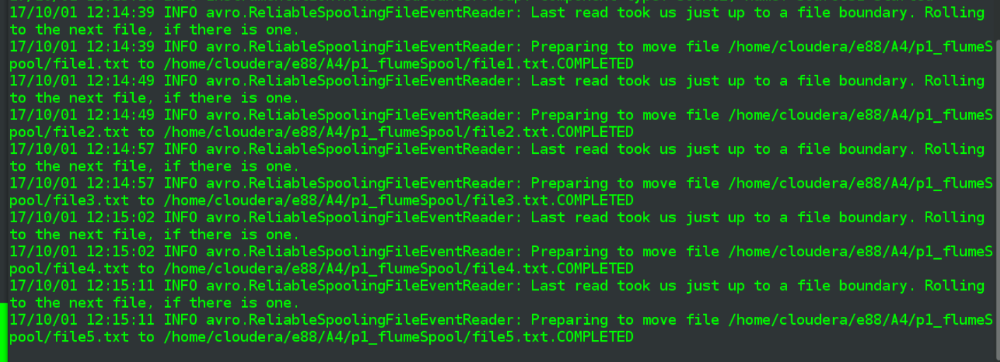 17/10/01 12:14:39 INFO avro.ReliableSpoolingFileEventReader: Last read took us just up to a file boundary. Rolling
to the next file, if there is one.
17/10/01 12:14:39 INFO avro.ReliableSpoolingFileEventReader: Preparing to move file /home/cloudera/e88/A4/p1_flumeS
pool/file1.txt to /home/cloudera/e88/A4/p1_flumeSpool/file1.txt.COMPLETED
17/10/01 12:14:49 INFO avro.ReliableSpoolingFileEventReader: Last read took us just up to a file boundary. Rolling
to the next file, if there is one.
17/10/01 12:14:49 INFO avro.ReliableSpoolingFileEventReader: Preparing to move file /home/cloudera/e88/A4/p1_flumeS
pool/file2.txt to /home/cloudera/e88/A4/p1_flumeSpool/file2.txt.COMPLETED
17/10/01 12:14:57 INFO avro.ReliableSpoolingFileEventReader: Last read took us just up to a file boundary. Rolling
to the next file, if there is one.
17/10/01 12:14:57 INFO avro.ReliableSpoolingFileEventReader: Preparing to move file /home/cloudera/e88/A4/p1_flumeS
pool/file3.txt to /home/cloudera/e88/A4/p1_flumeSpool/file3.txt.COMPLETED
17/10/01 12:15:02 INFO avro.ReliableSpoolingFileEventReader: Last read took us just up to a file boundary. Rolling
to the next file, if there is one.
17/10/01 12:15:02 INFO avro.ReliableSpoolingFileEventReader: Preparing to move file /home/cloudera/e88/A4/p1_flumeS
pool/file4.txt to /home/cloudera/e88/A4/p1_flumeSpool/file4.txt.COMPLETED
17/10/01 12:15:11 INFO avro.ReliableSpoolingFileEventReader: Last read took us just up to a file boundary. Rolling
to the next file, if there is one.
17/10/01 12:15:11 INFO avro.ReliableSpoolingFileEventReader: Preparing to move file /home/cloudera/e88/A4/p1_flumeS
pool/file5.txt to /home/cloudera/e88/A4/p1_flumeSpool/file5.txt.COMPLETED